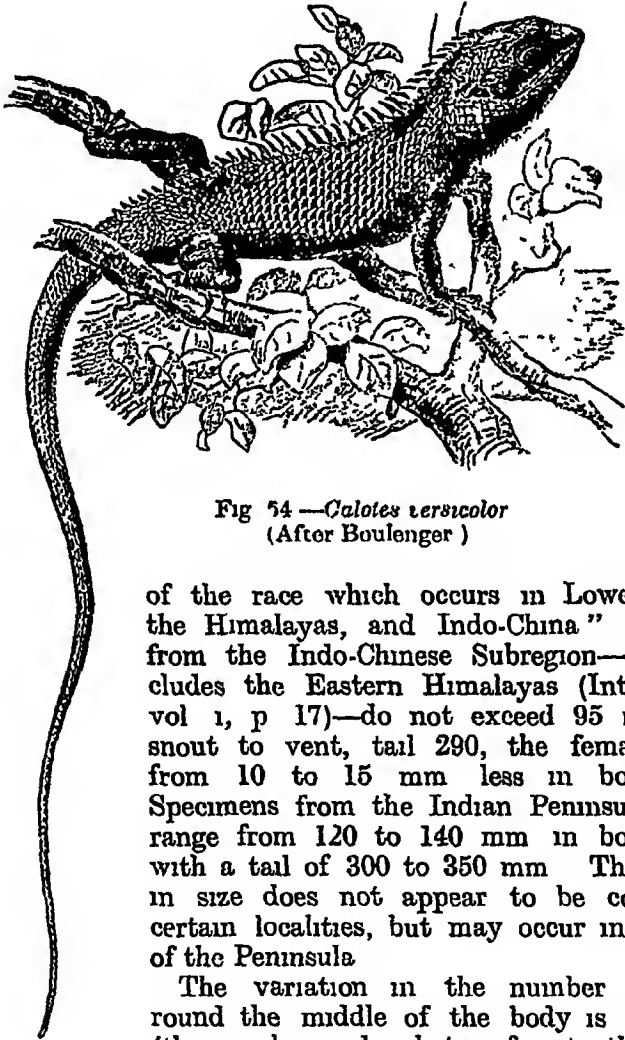 Fig 54 —Calotes versicolor
(After Boulenger )
of the race which occurs in Lowe
the Himalayas, and Indo-China "
from the Indo-Chinese Subregion—
cludes the Eastern Himalayas (Int
vol 1, p 17)—do not exceed 95
snout to vent, tail 290, the fema
from 10 to 15 mm less in bo
Specimens from the Indian Peninsu
range from 120 to 140 mm in bo
with a tail of 300 to 350 mm Th
in size does not appear to be c
certain localities, but may occur in
of the Peninsula
The variation in the number
round the middle of the body is